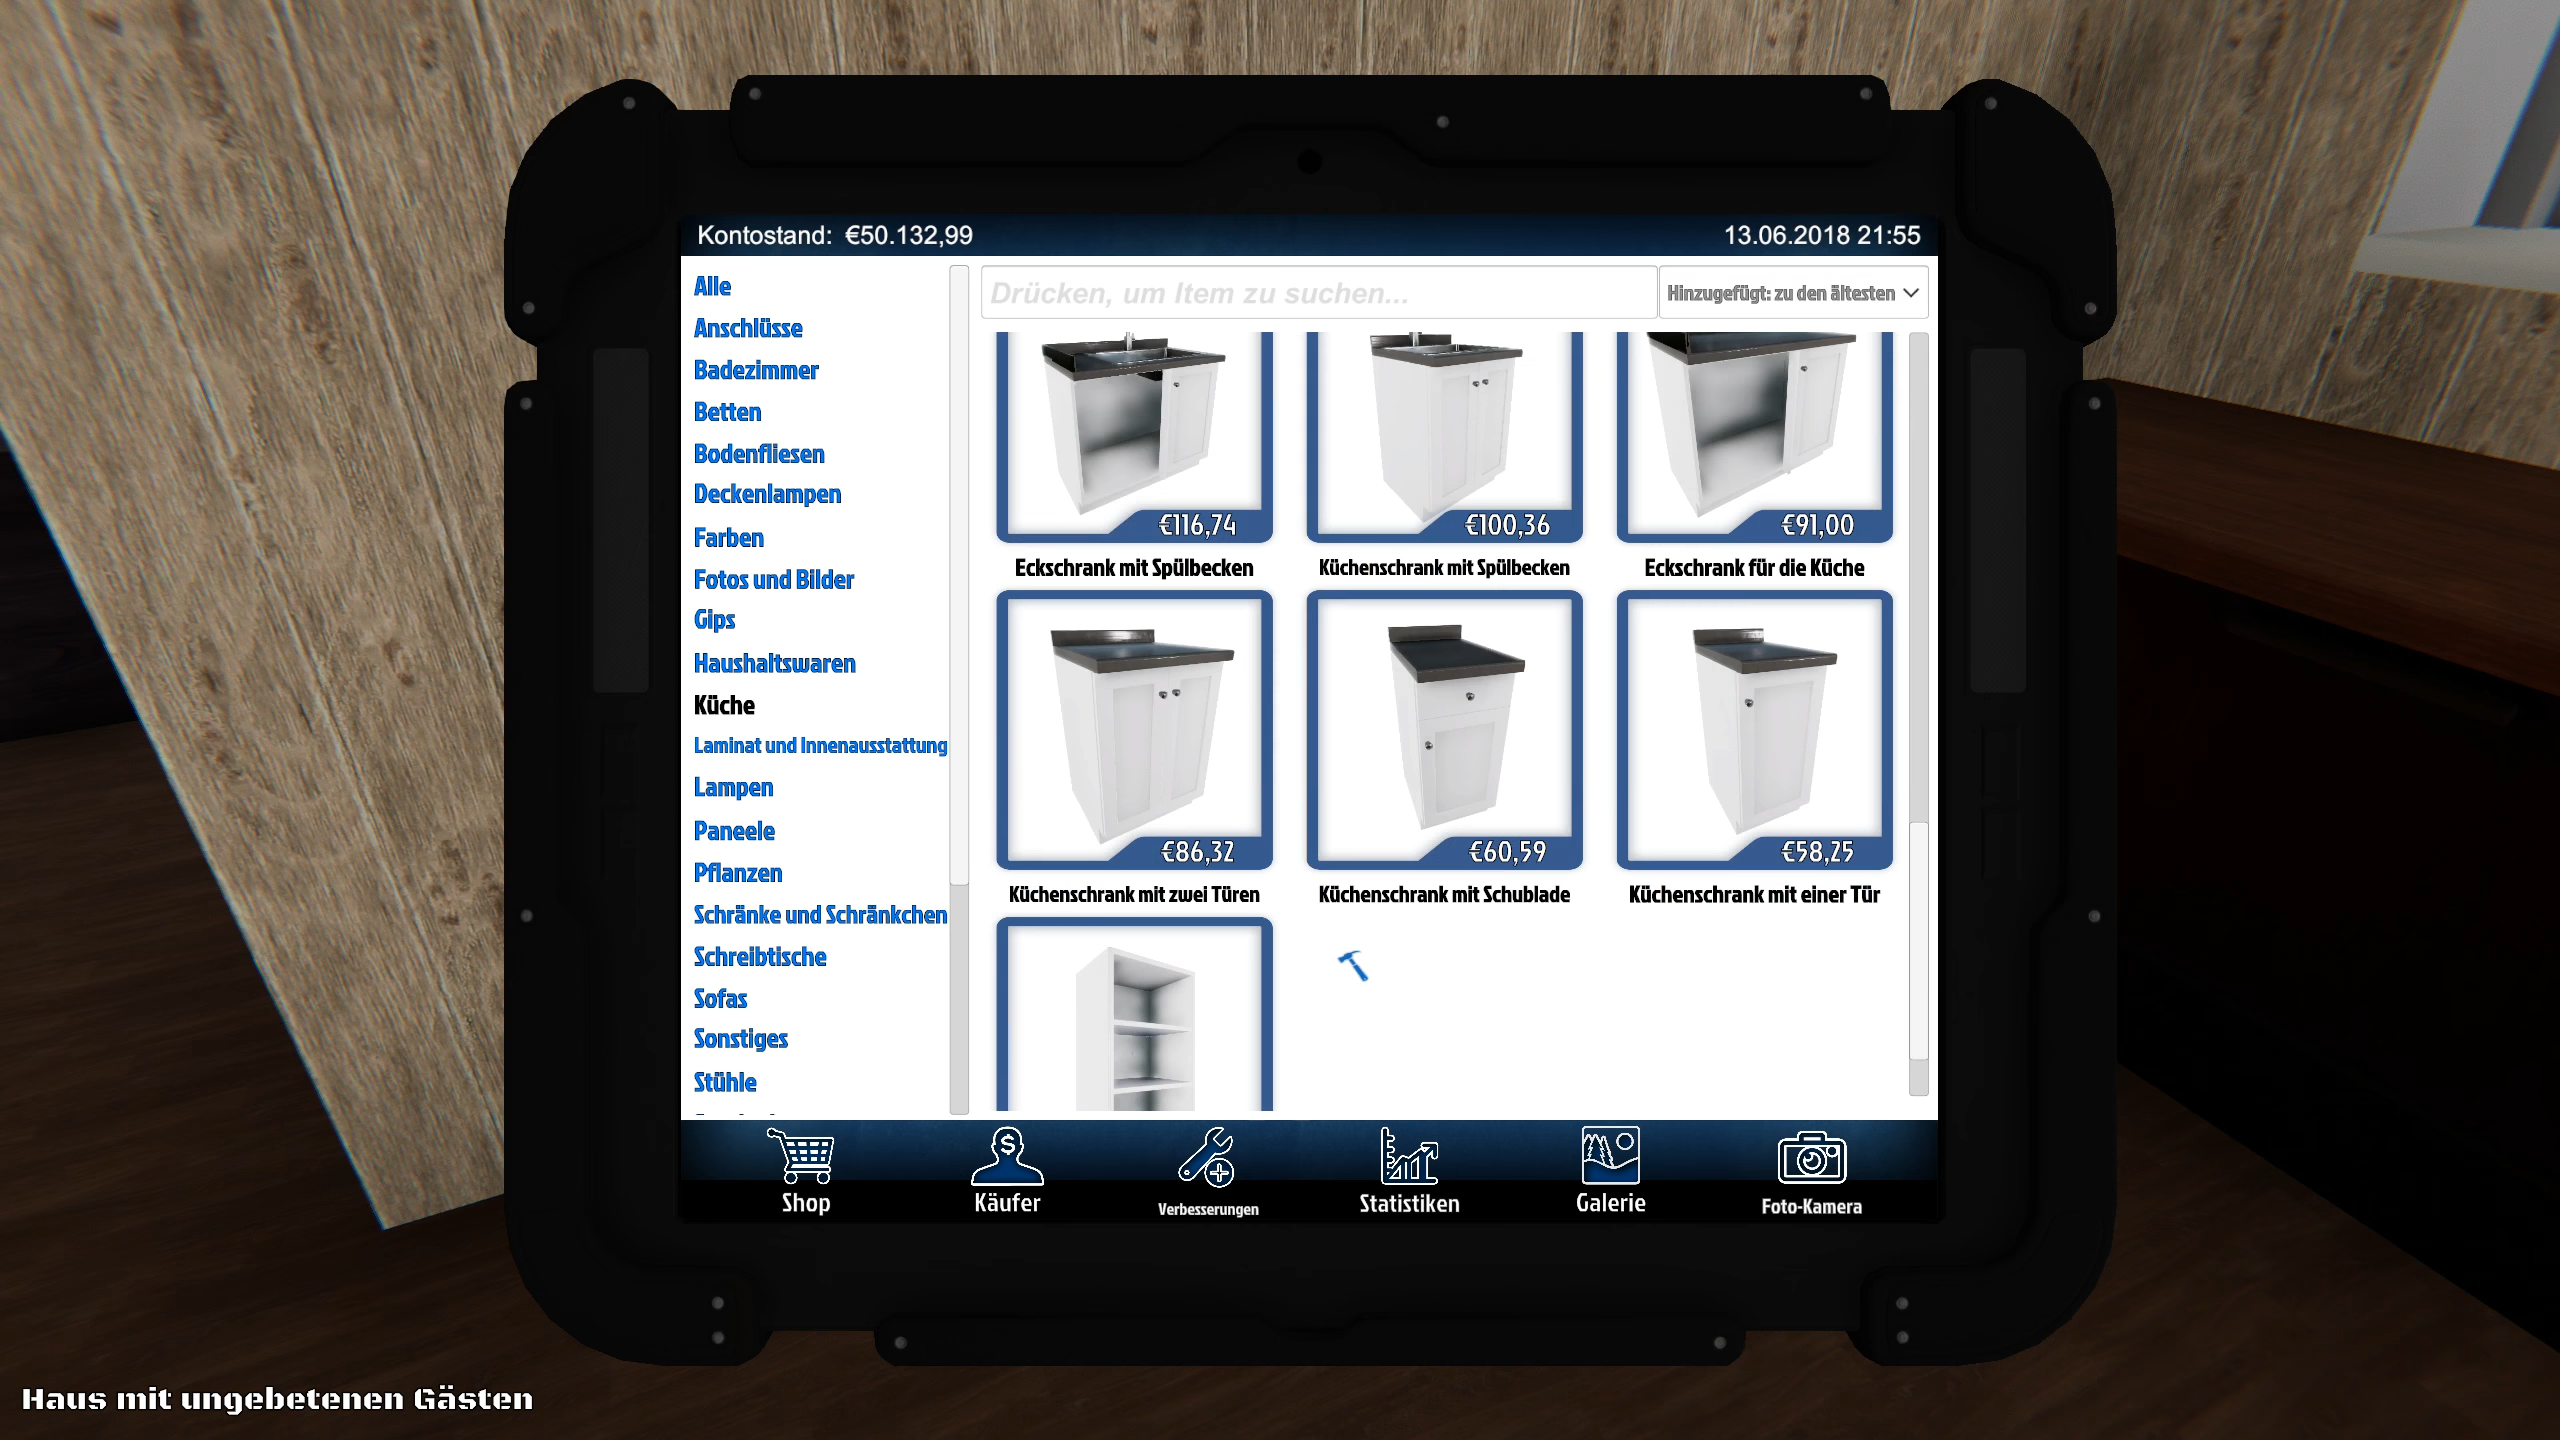 Kontostand: €50.132,99
13.06.2018 21:55
Alle
Anschlüsse
Badezimmer
Betten
Bodenfliesen
Deckenlampen
Farben
Fotos und Bilder
Gips
Haushaltswaren
Küche
Laminat und Innenausstattung
Lampen
Paneele
Pflanzen
Schränke und Schränkchen
Schreibtische
Sofas
Sonstiges
Stühle
Drücken, um Item zu suchen...
Hinzugefügt: zu den ältesten
€116,74
€100,36
€91,00
Eckschrank mit Spülbecken
Küchenschrank mit Spülbecken
Eckschrank für die Küche
€86,32
€60,59
€58,25
Küchenschrank mit zwei Türen
Küchenschrank mit Schublade
Küchenschrank mit einer Tür
Shop
Käufer
Verbesserungen
Statistiken
Galerie
Foto-Kamera
Haus mit ungebetenen Gästen